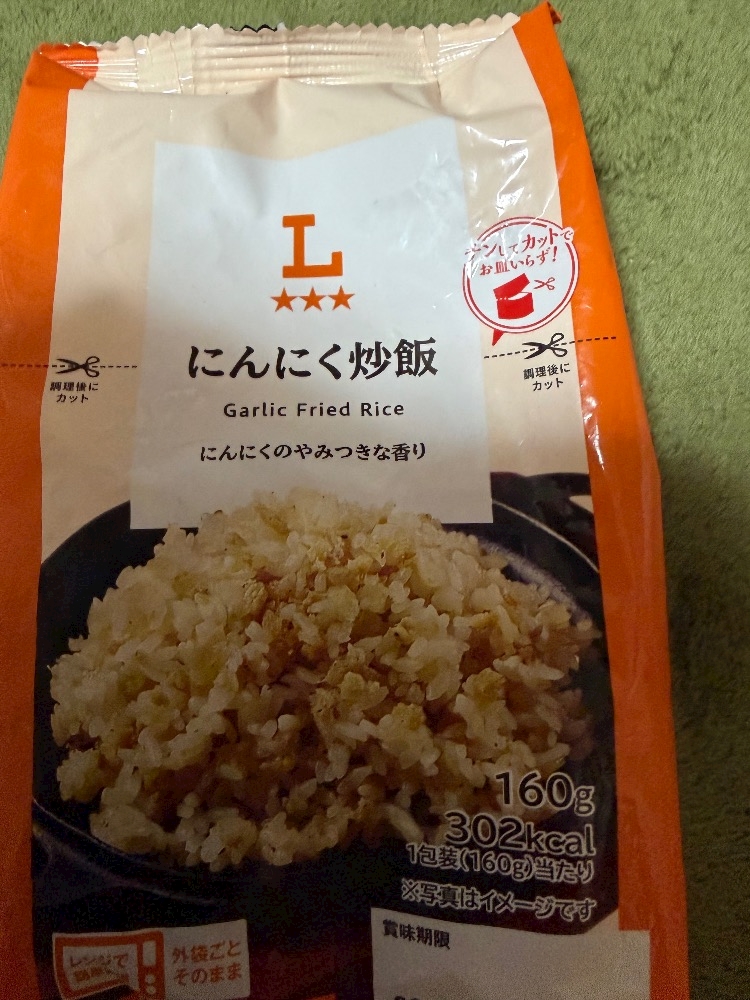 L
★★★
チンしてカットで
お皿いらず!
にんにく炒飯
調理後に
カット
調理後に
カット
Garlic Fried Rice
にんにくのやみつきな香り
160g
302kcal
1包装(160g)当たり
※写真はイメージです
レンジで
外袋ごと
そのまま
賞味期限